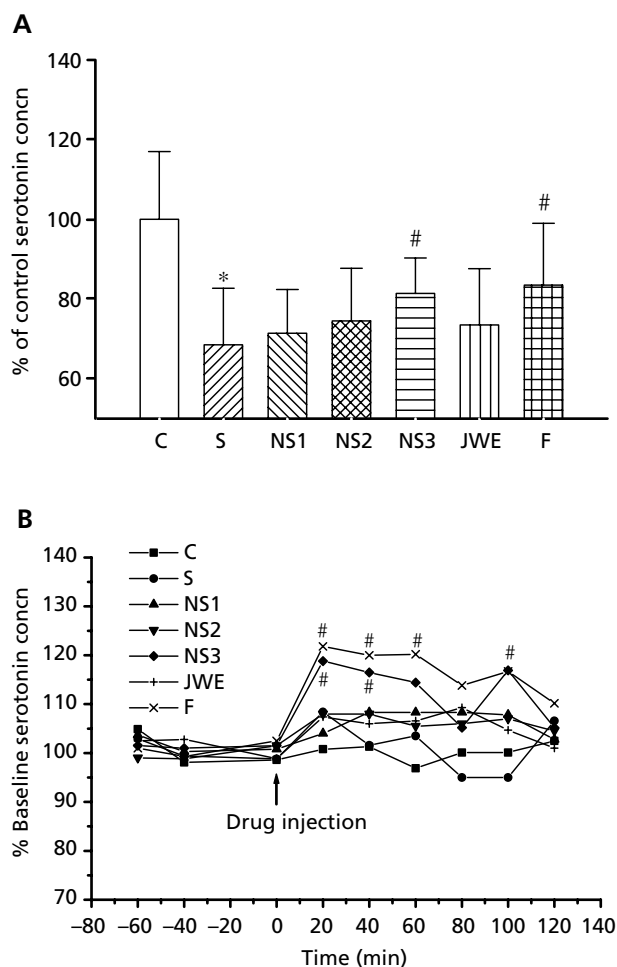 A
% of control serotonin concn
140
120
100
80
60
*
#
#
C S NS1 NS2 NS3 JWE F
B
% Baseline serotonin concn
140
130
120
110
100
90
80
70
C
S
NS1
NS2
NS3
JWE
F
# # # #
# #
Drug injection
−80 −60 −40 −20 0 20 40 60 80 100 120 140
Time (min)